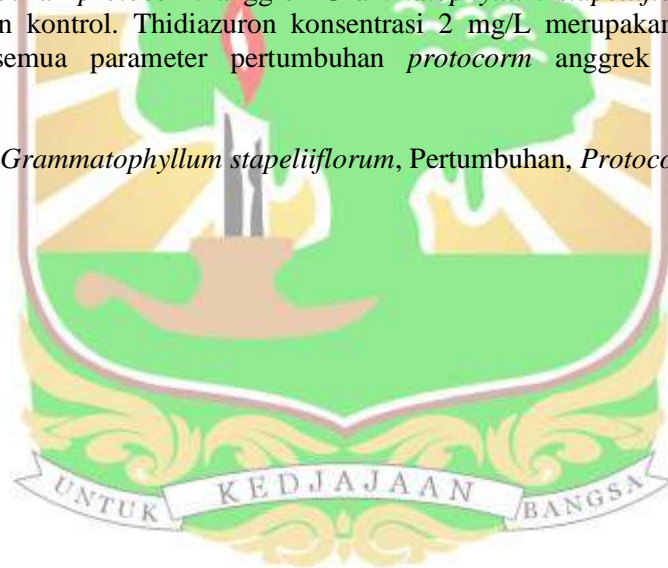 n kontrol. Thidiazuron konsentrasi 2 mg/L merupakan
semua parameter pertumbuhan protocorm anggrek
Grammatophyllum stapeliiflorum, Pertumbuhan, Protoco
UNTUK KEDJAJAAN BANGSA